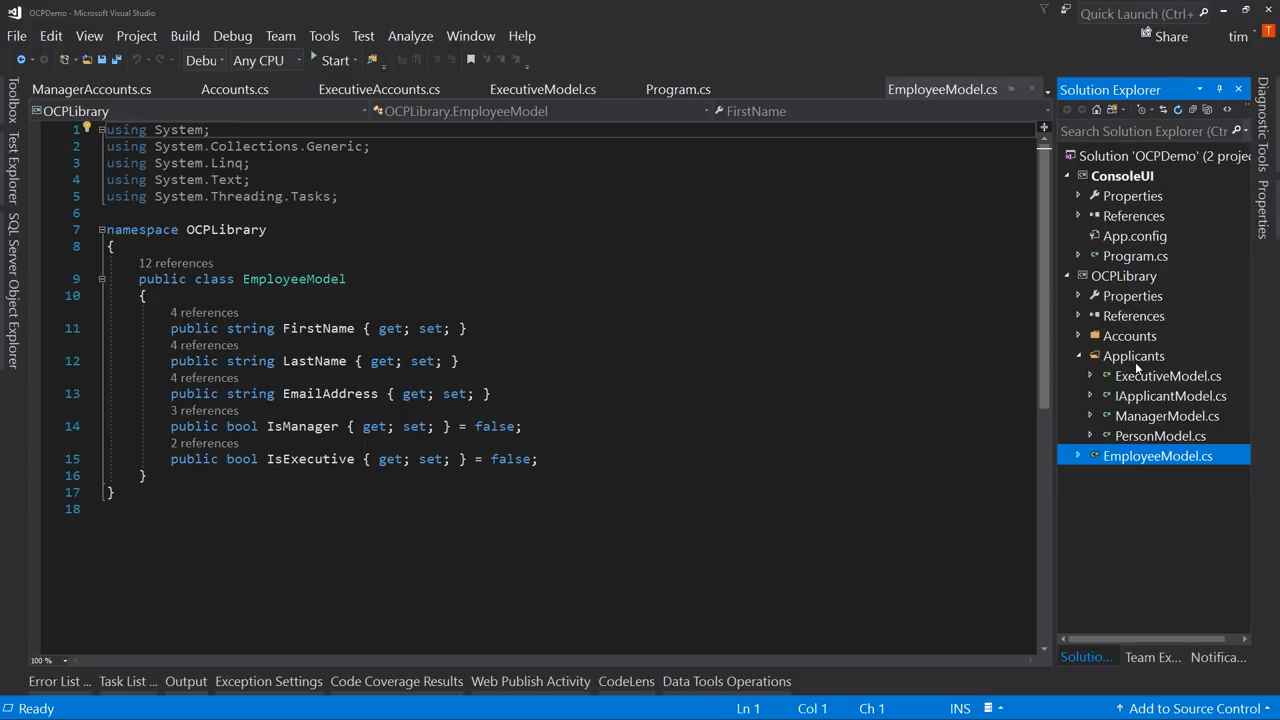 OCPDemo - Microsoft Visual Studio
Quick Launch (Ctrl+
File Edit View Project Build Debug Team Tools Test Analyze Window Help
Share
tim
T
Debu
Any CPU
Start
Toolbox
Test Explorer
SQL Server Object Explorer
ManagerAccounts.cs Accounts.cs ExecutiveAccounts.cs ExecutiveModel.cs Program.cs EmployeeModel.cs
OCPLibrary OCPLibrary.EmployeeModel FirstName
1 using System;
2 using System.Collections.Generic;
3 using System.Linq;
4 using System.Text;
5 using System.Threading.Tasks;
6
7 namespace OCPLibrary
8 {
12 references
9 public class EmployeeModel
10 {
4 references
11 public string FirstName { get; set; }
4 references
12 public string LastName { get; set; }
4 references
13 public string EmailAddress { get; set; }
3 references
14 public bool IsManager { get; set; } = false;
2 references
15 public bool IsExecutive { get; set; } = false;
16 }
17 }
18
100 %
Solution Explorer
Search Solution Explorer (Ctr
Solution 'OCPDemo' (2 projec
ConsoleUI
Properties
References
App.config
Program.cs
OCPLibrary
Properties
References
Accounts
Applicants
ExecutiveModel.cs
IApplicantModel.cs
ManagerModel.cs
PersonModel.cs
EmployeeModel.cs
Solutio... Team Ex... Notifica...
Diagnostic Tools
Properties
Error List ... Task List ... Output Exception Settings Code Coverage Results Web Publish Activity CodeLens Data Tools Operations
Ready Ln 1 Col 1 Ch 1 INS Add to Source Control